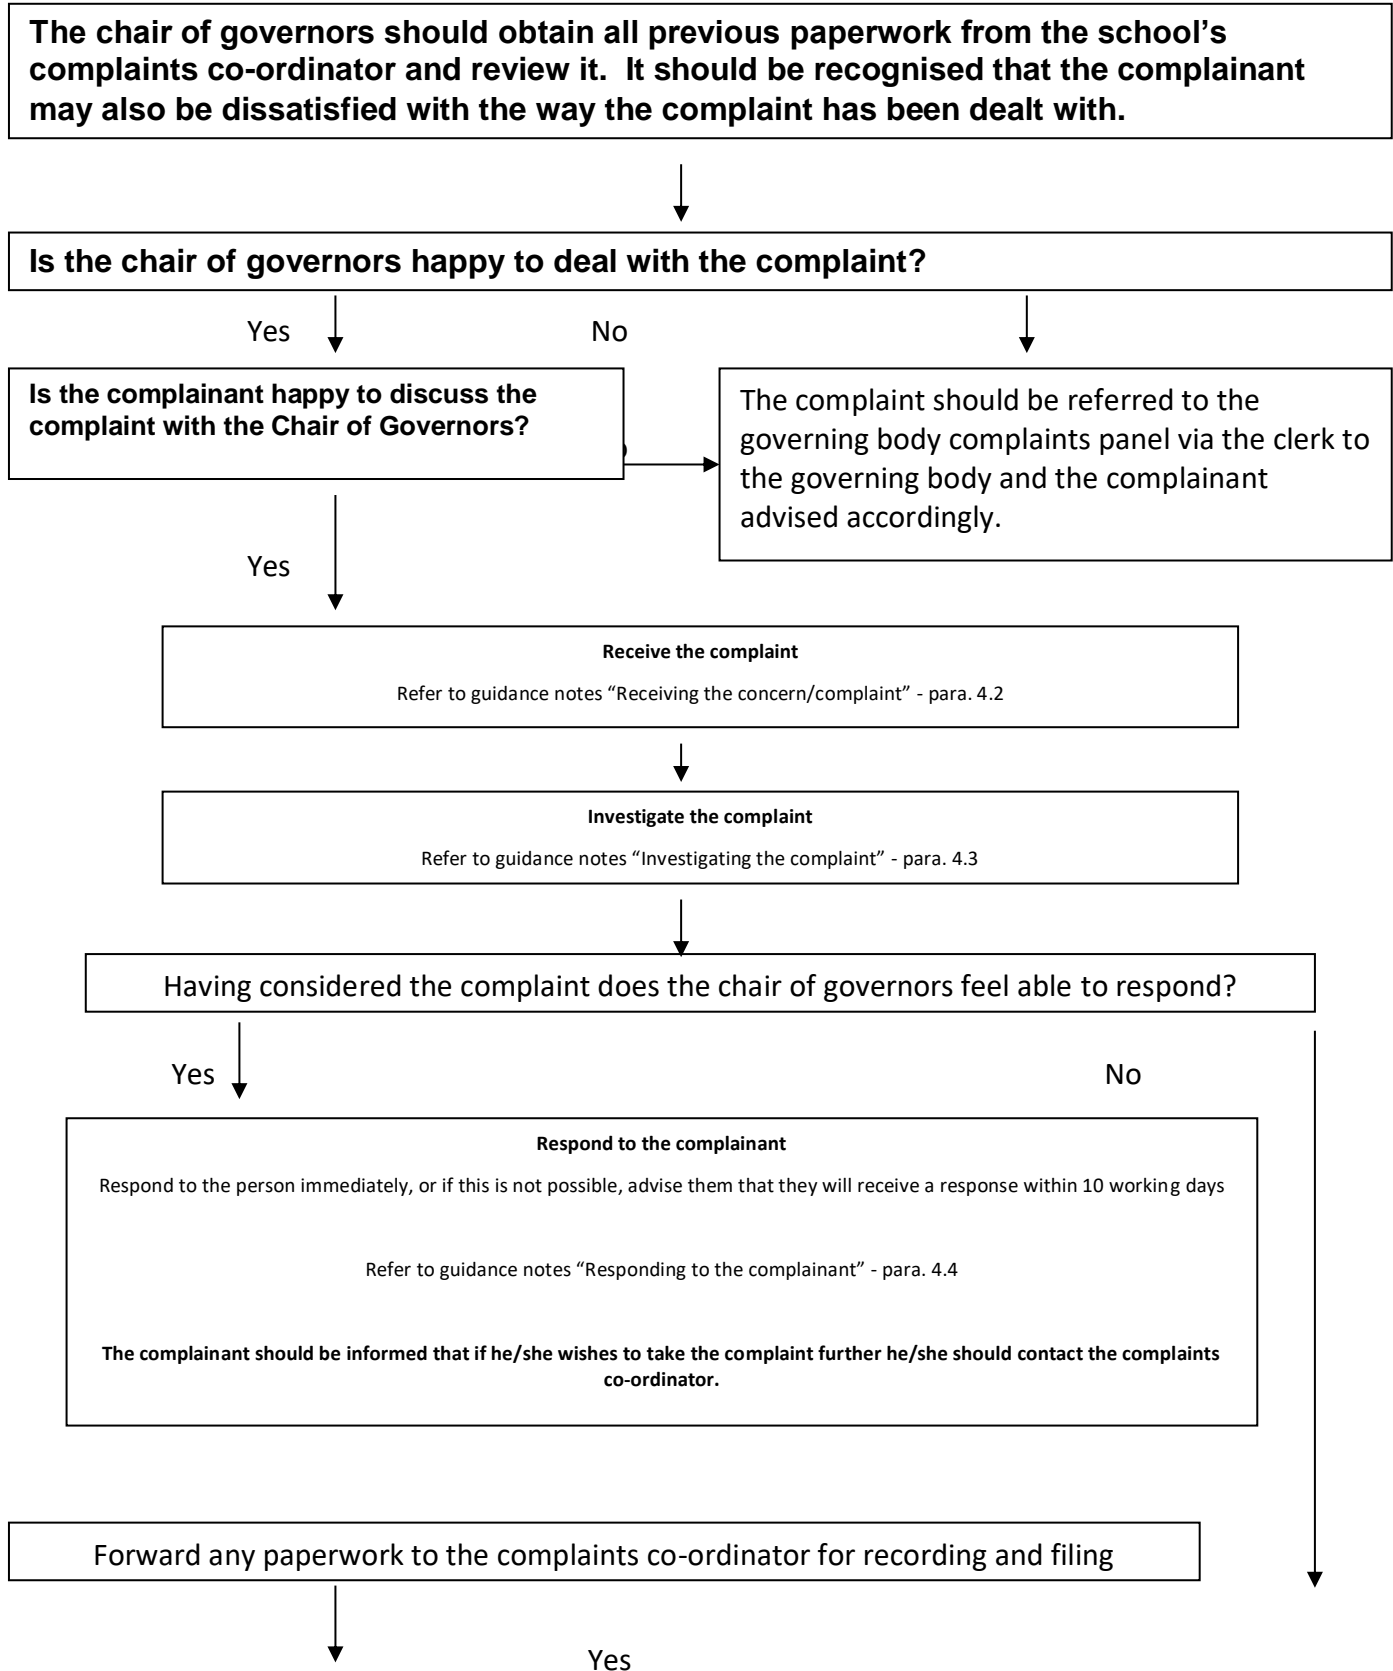 The chair of governors should obtain all previous paperwork from the school’s
complaints co-ordinator and review it.  It should be recognised that the complainant
may also be dissatisfied with the way the complaint has been dealt with.
Is the chair of governors happy to deal with the complaint?
Yes
No
Is the complainant happy to discuss the
complaint with the Chair of Governors?
The complaint should be referred to the
governing body complaints panel via the clerk to
the governing body and the complainant
advised accordingly.
Yes
Receive the complaint
Refer to guidance notes “Receiving the concern/complaint” - para. 4.2
Investigate the complaint
Refer to guidance notes “Investigating the complaint” - para. 4.3
Having considered the complaint does the chair of governors feel able to respond?
Yes
No
Respond to the complainant
Respond to the person immediately, or if this is not possible, advise them that they will receive a response within 10 working days
Refer to guidance notes “Responding to the complainant” - para. 4.4
The complainant should be informed that if he/she wishes to take the complaint further he/she should contact the complaints
co-ordinator.
Forward any paperwork to the complaints co-ordinator for recording and filing
Yes